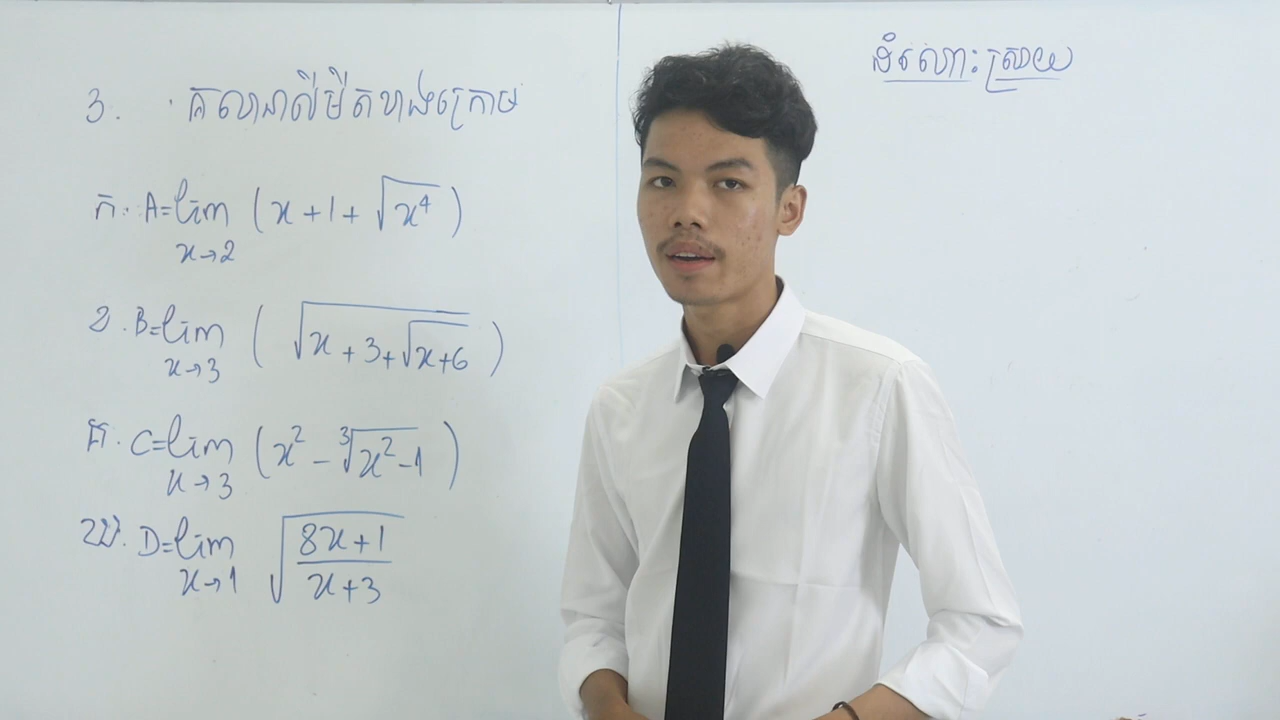 3. គណនាលីមីតខាងក្រោម
ក. A=lim (x+1+√x⁴)
x→2
ខ. B=lim (√(x+3+√(x+6)))
x→3
គ. C=lim (x²-∛(x²-1))
x→3
ឃ. D=lim √((8x+1)/(x+3))
x→1
ដំណោះស្រាយ